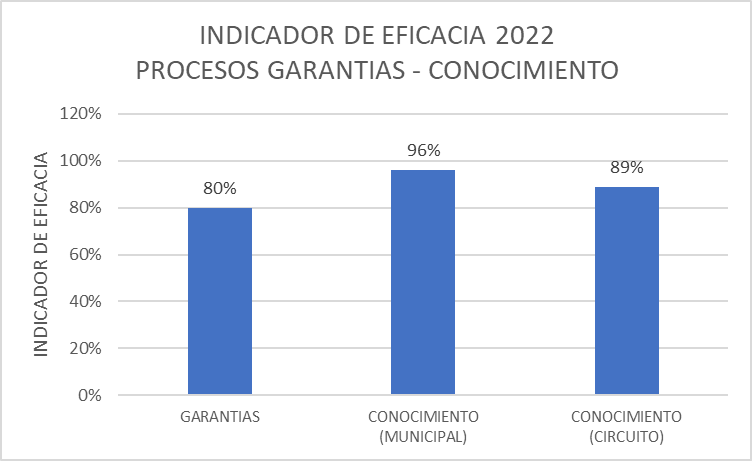 INDICADOR DE EFICACIA 2022
PROCESOS GARANTIAS - CONOCIMIENTO
INDICADOR DE EFICACIA
120%
100%
80%
60%
40%
20%
0%
80%
96%
89%
GARANTIAS
CONOCIMIENTO
(MUNICIPAL)
CONOCIMIENTO
(CIRCUITO)